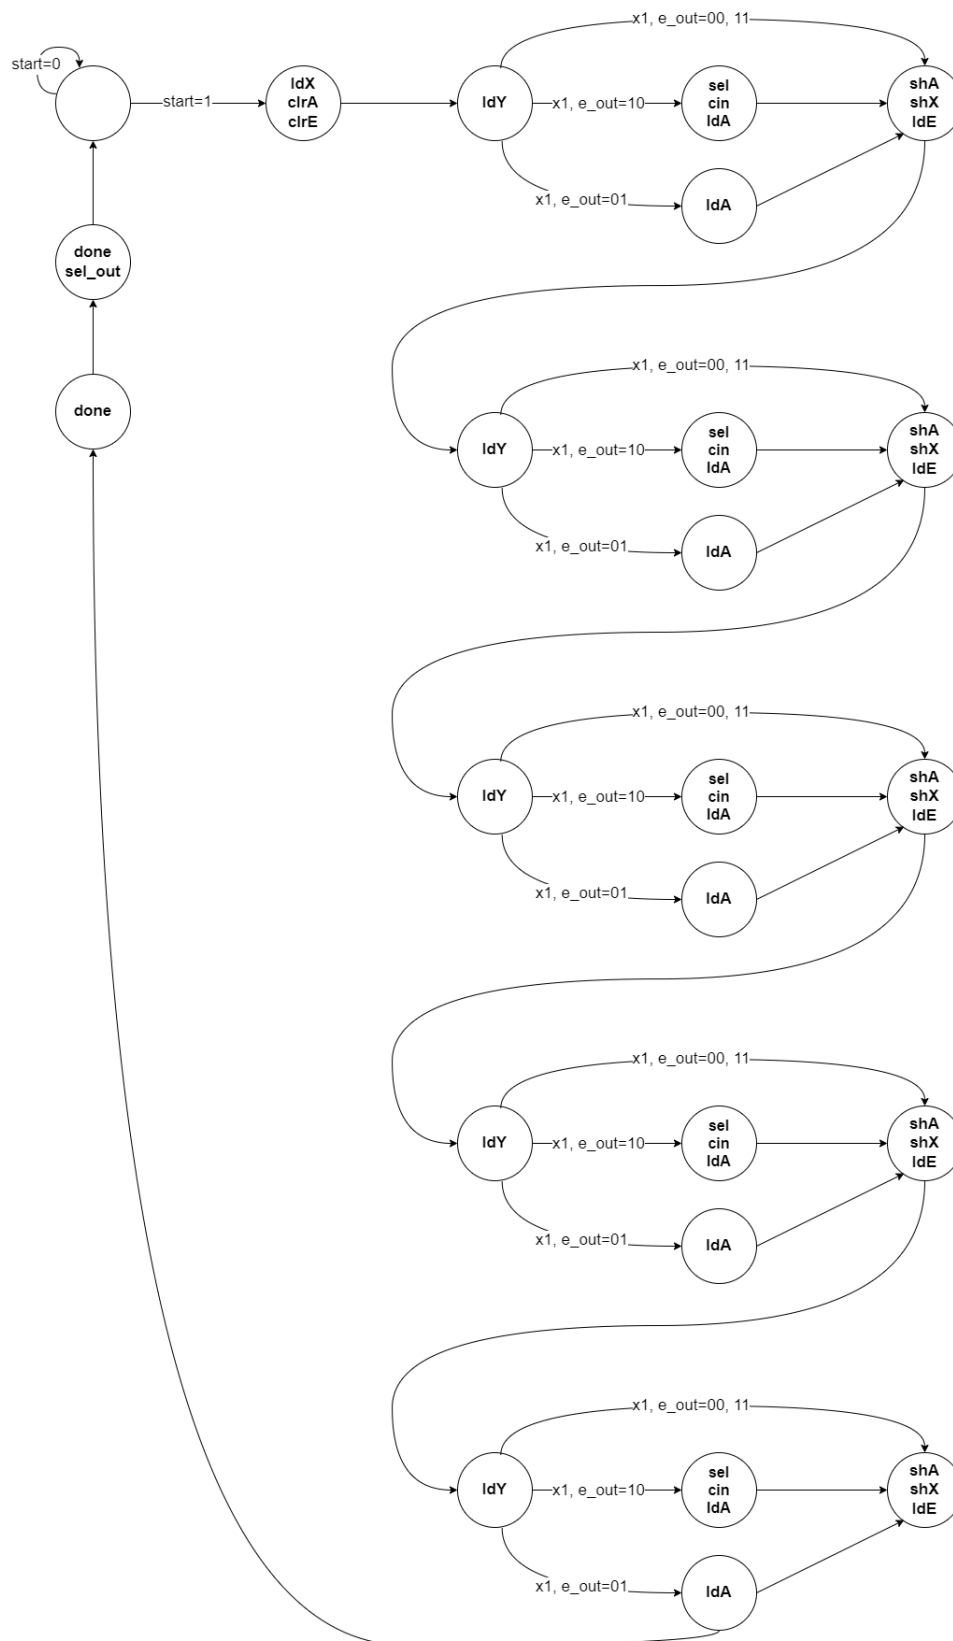 x1, e_out=00, 11
start=0
start=1
ldX
clrA
clrE
ldY
x1, e_out=10
sel
cin
ldA
shA
shX
ldE
x1, e_out=01
ldA
done
sel_out
x1, e_out=00, 11
done
ldY
x1, e_out=10
sel
cin
ldA
shA
shX
ldE
x1, e_out=01
ldA
x1, e_out=00, 11
ldY
x1, e_out=10
sel
cin
ldA
shA
shX
ldE
x1, e_out=01
ldA
x1, e_out=00, 11
ldY
x1, e_out=10
sel
cin
ldA
shA
shX
ldE
x1, e_out=01
ldA
x1, e_out=00, 11
ldY
x1, e_out=10
sel
cin
ldA
shA
shX
ldE
x1, e_out=01
ldA